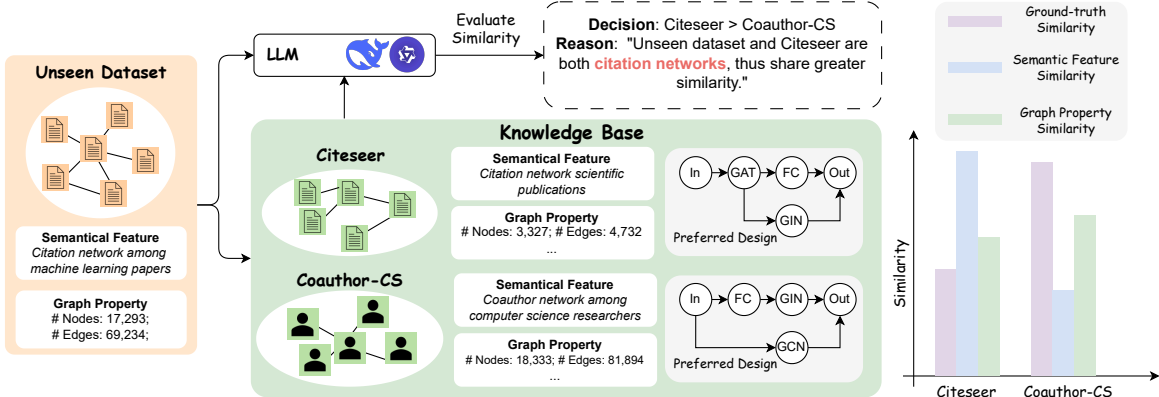 Unseen Dataset
Semantical Feature
Citation network among
machine learning papers
Graph Property
# Nodes: 17,293;
# Edges: 69,234;
LLM
Evaluate
Similarity
Decision: Citeseer > Coauthor-CS
Reason: "Unseen dataset and Citeseer are
both citation networks, thus share greater
similarity."
Knowledge Base
Citeseer
Semantical Feature
Citation network scientific
publications
Graph Property
# Nodes: 3,327; # Edges: 4,732
...
In
GAT
FC
Out
GIN
Preferred Design
Coauthor-CS
Semantical Feature
Coauthor network among
computer science researchers
Graph Property
# Nodes: 18,333; # Edges: 81,894
...
In
FC
GIN
Out
GCN
Preferred Design
Ground-truth
Similarity
Semantic Feature
Similarity
Graph Property
Similarity
Similarity
Citeseer
Coauthor-CS